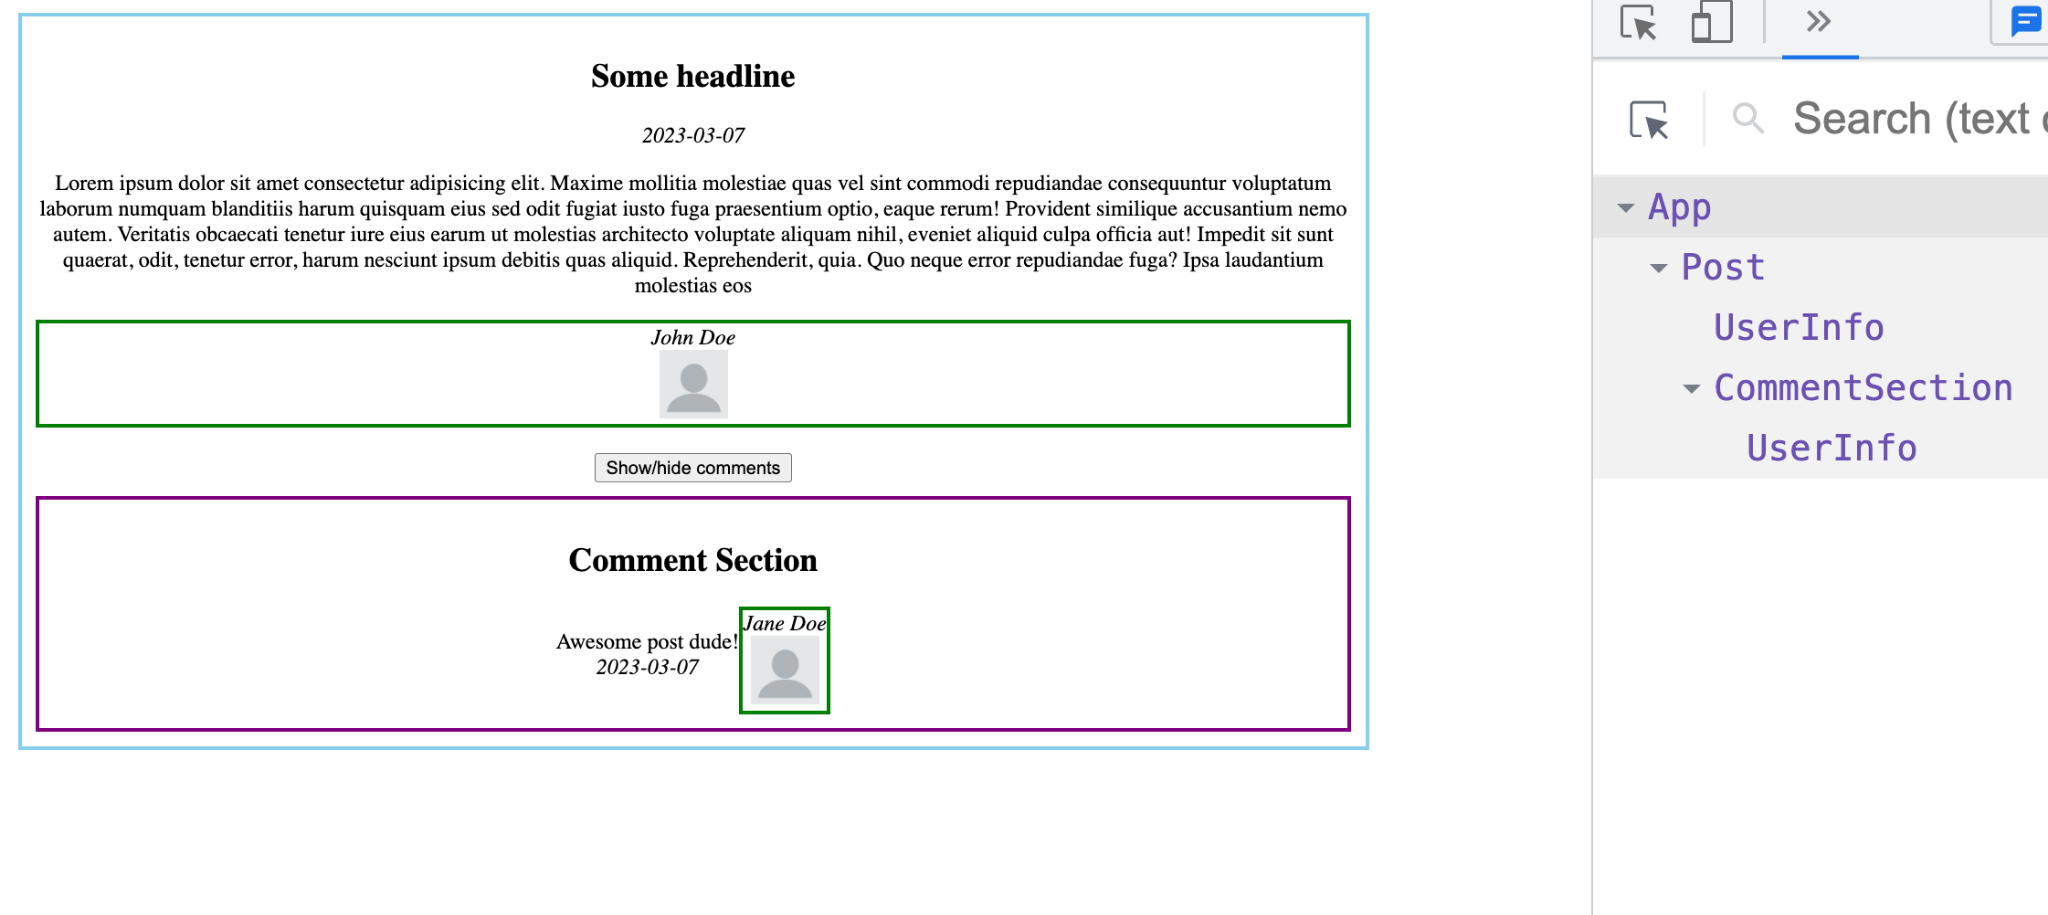 Some headline
2023-03-07
Lorem ipsum dolor sit amet consectetur adipisicing elit. Maxime mollitia molestiae quas vel sint commodi repudiandae consequuntur voluptatum
laborum numquam blanditiis harum quisquam eius sed odit fugiat iusto fuga praesentium optio, eaque rerum! Provident similique accusantium nemo
autem. Veritatis obcaecati tenetur iure eius earum ut molestias architecto voluptate aliquam nihil, eveniet aliquid culpa officia aut! Impedit sit sunt
quaerat, odit, tenetur error, harum nesciunt ipsum debitis quas aliquid. Reprehenderit, quia. Quo neque error repudiandae fuga? Ipsa laudantium
molestias eos
John Doe
Show/hide comments
Comment Section
Awesome post dude!
2023-03-07
Jane Doe
Search (text
App
Post
UserInfo
CommentSection
UserInfo